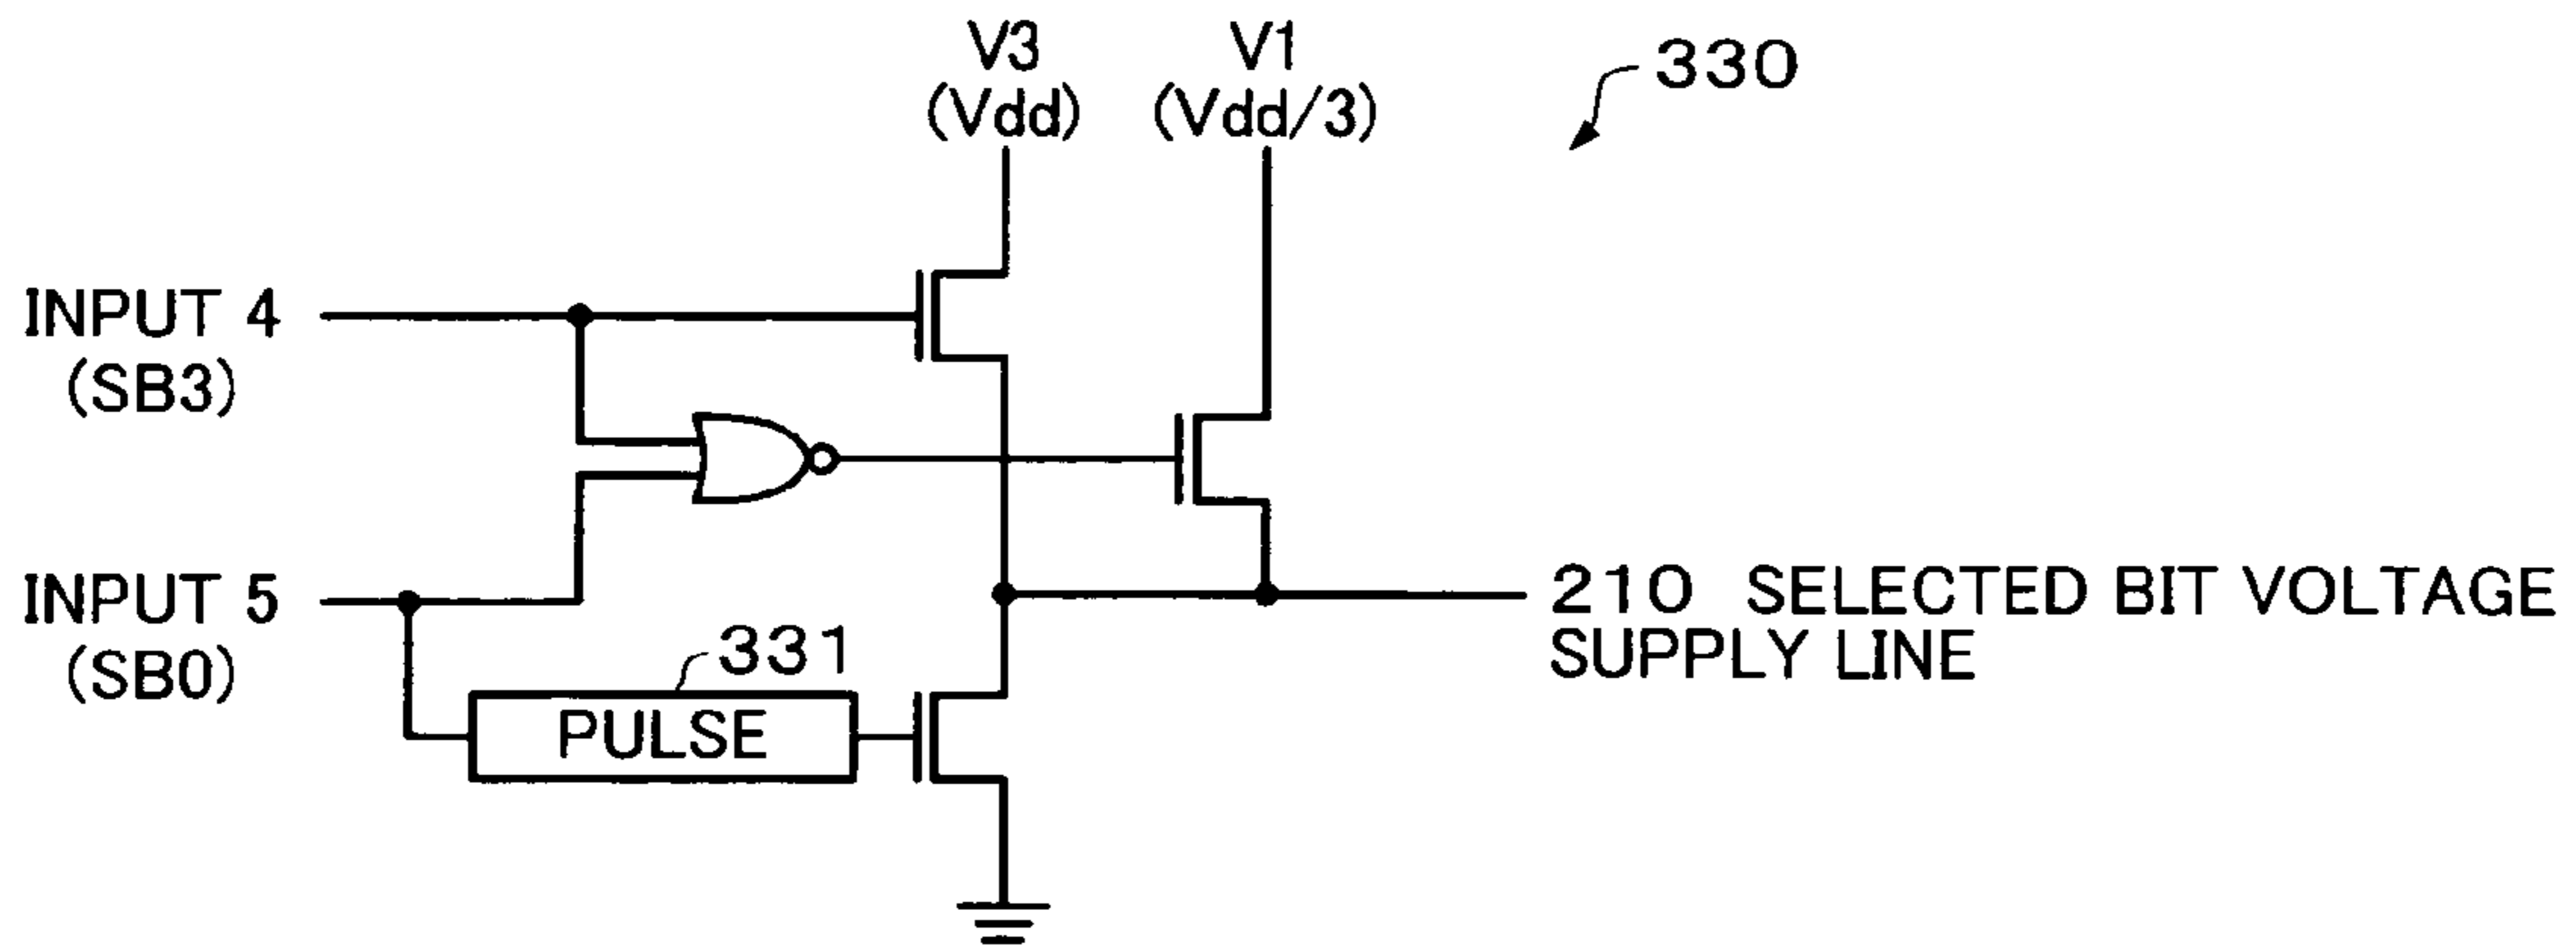 V3
(Vdd)
V1
(Vdd/3)
330
INPUT 4
(SB3)
INPUT 5
(SB0)
331
PULSE
210 SELECTED BIT VOLTAGE
SUPPLY LINE